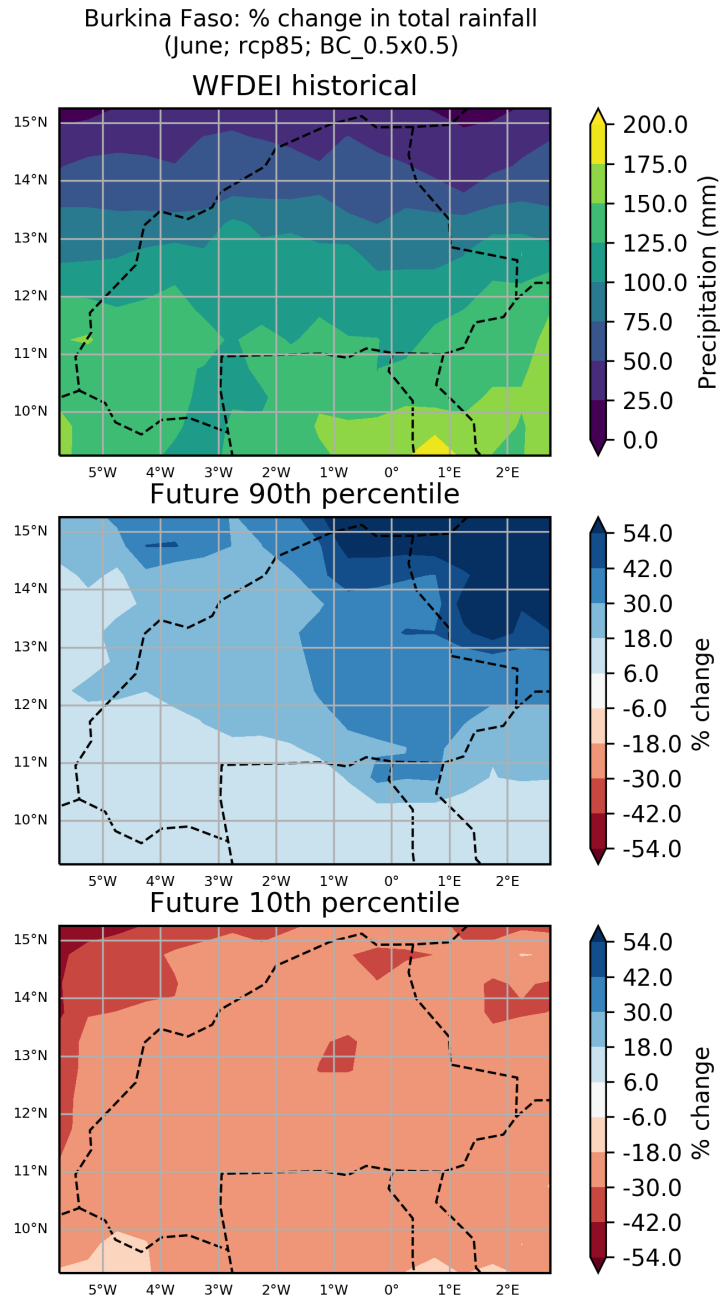 Burkina Faso: % change in total rainfall
(June; rcp85; BC_0.5x0.5)
WFDEI historical
15°N
14°N
13°N
12°N
11°N
10°N
5°W 4°W 3°W 2°W 1°W 0° 1°E 2°E
200.0
175.0
150.0
125.0
100.0
75.0
50.0
25.0
0.0
Precipitation (mm)
Future 90th percentile
15°N
14°N
13°N
12°N
11°N
10°N
5°W 4°W 3°W 2°W 1°W 0° 1°E 2°E
54.0
42.0
30.0
18.0
6.0
-6.0
-18.0
-30.0
-42.0
-54.0
% change
Future 10th percentile
15°N
14°N
13°N
12°N
11°N
10°N
5°W 4°W 3°W 2°W 1°W 0° 1°E 2°E
54.0
42.0
30.0
18.0
6.0
-6.0
-18.0
-30.0
-42.0
-54.0
% change